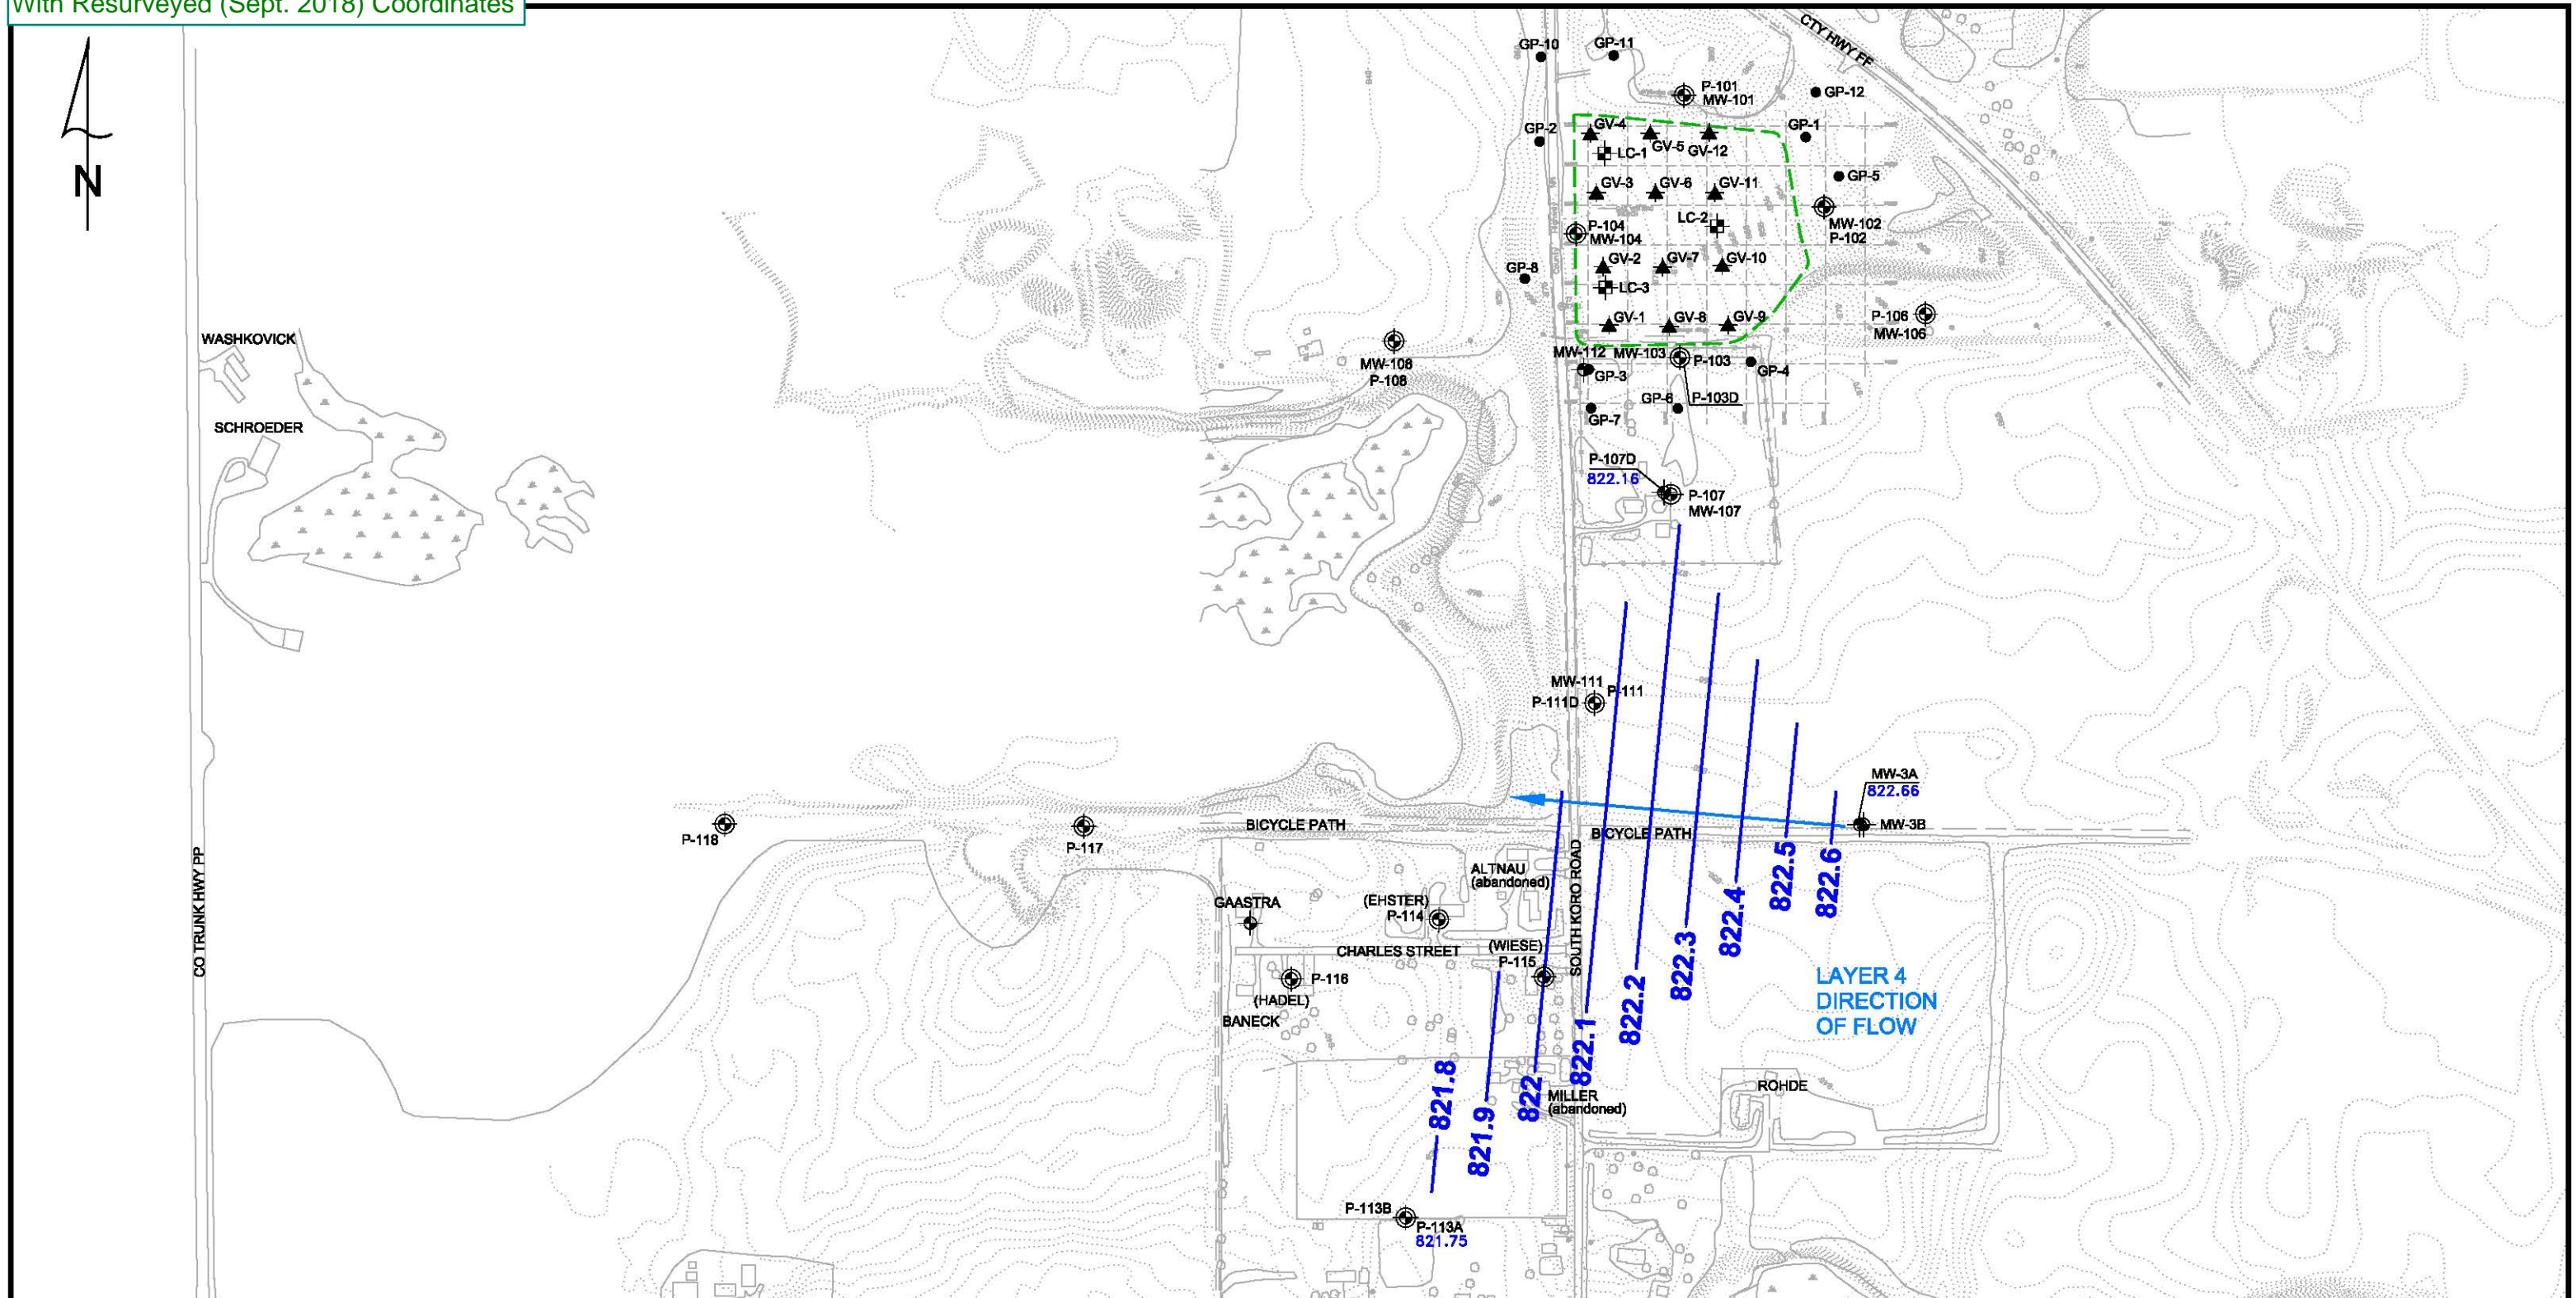 With Resurveyed (Sept. 2018) Coordinates
N
CTY HWY FF
GP-10
GP-11
P-101
MW-101
GP-12
GP-2
GV-4
GV-5
GV-12
GP-1
LC-1
GV-3
GV-6
GV-11
GP-5
LC-2
MW-102
P-102
P-104
MW-104
GV-2
GV-7
GV-10
GP-8
LC-3
GV-1
GV-8
GV-9
P-106
MW-106
WASHKOVICK
MW-108
P-108
MW-112
MW-103
P-103
GP-3
GP-4
GP-6
P-103D
GP-7
SCHROEDER
P-107D
822.16
P-107
MW-107
MW-111
P-111
P-111D
MW-3A
822.66
MW-3B
P-118
P-117
BICYCLE PATH
BICYCLE PATH
CO TRUNK HWY PP
SOUTH KORO ROAD
ALTNAU
(abandoned)
GAASTRA
(EHSTER)
P-114
CHARLES STREET
(WIESE)
P-115
P-116
(HADEL)
BANECK
822.6
822.5
822.4
822.3
822.2
822.1
822
821.9
821.8
LAYER 4
DIRECTION
OF FLOW
MILLER
(abandoned)
ROHDE
P-113B
P-113A
821.75